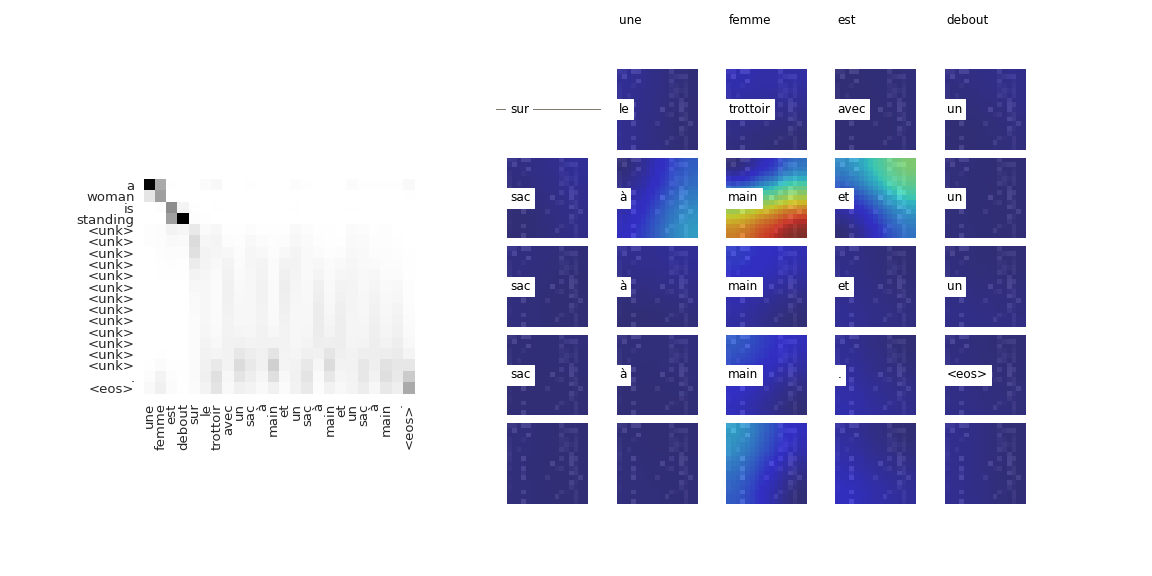 a
woman
is
standing
<unk>
<unk>
<unk>
<unk>
<unk>
<unk>
<unk>
<unk>
<unk>
<unk>
<unk>
<unk>
<unk>
.
<eos>
une
femme
est
debout
sur
le
trottoir
avec
un
sac
à
main
et
un
sac
à
main
et
un
sac
à
main
.
<eos>
une femme est debout
sur le trottoir avec un
sac à main et un
sac à main et un
sac à main . <eos>